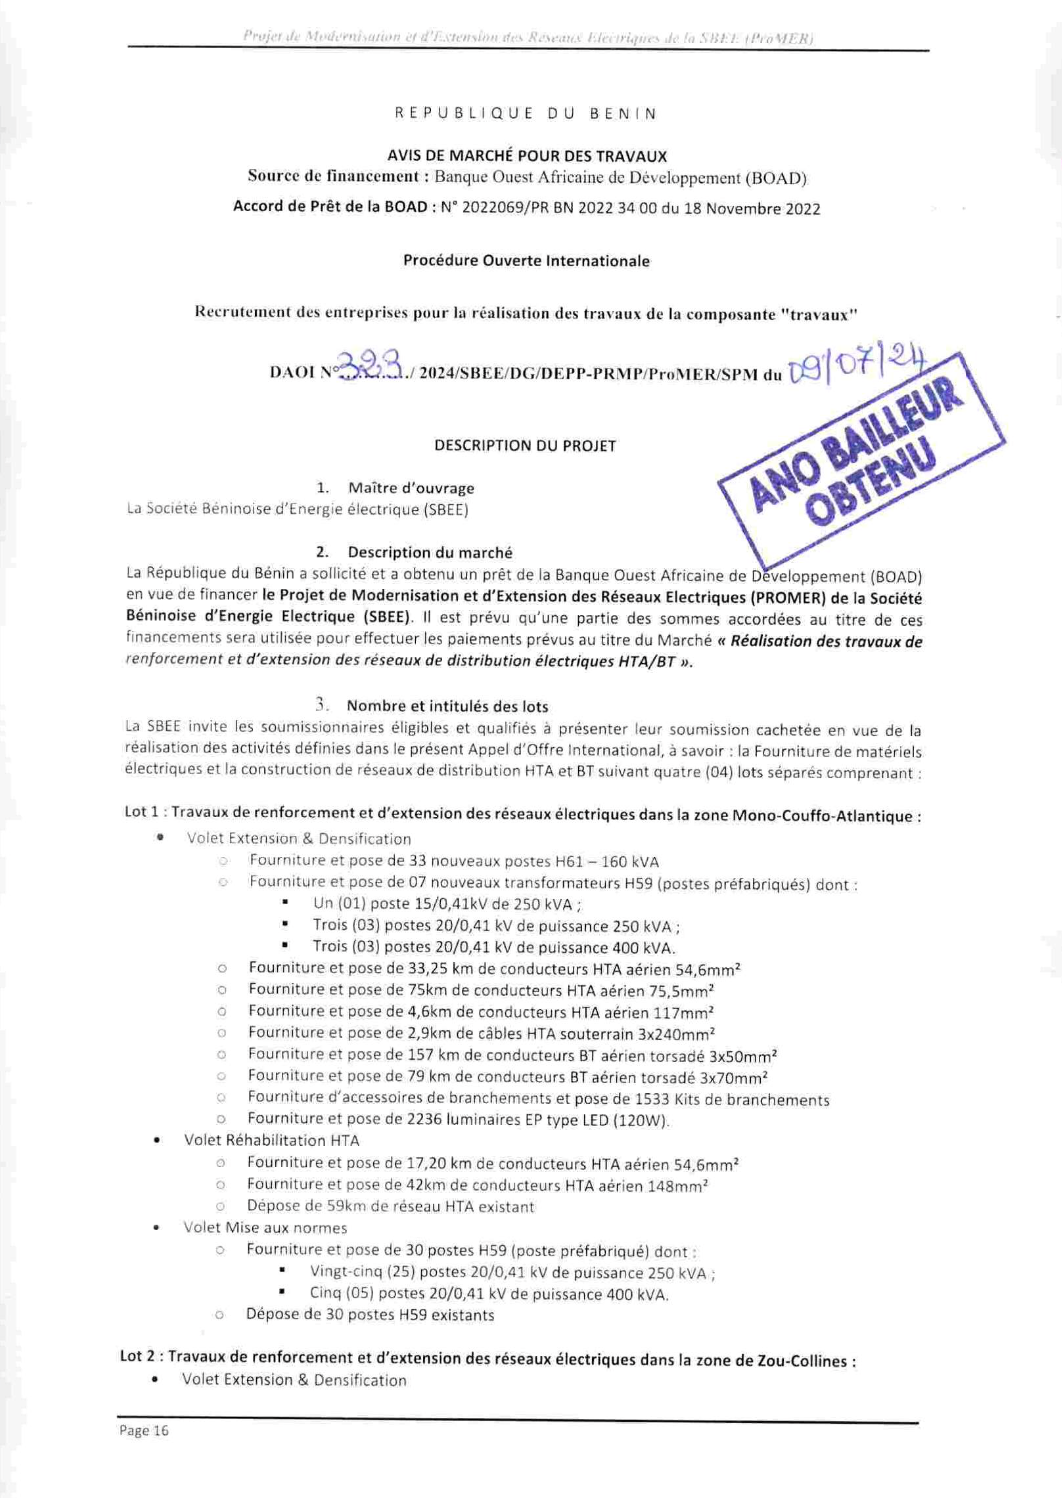 Projet de Modernisation et d'Extension des Réseaux Electriques de la SBEE (ProMER)
REPUBLIQUE DU BENIN
AVIS DE MARCHÉ POUR DES TRAVAUX
Source de financement : Banque Ouest Africaine de Développement (BOAD)
Accord de Prêt de la BOAD : N° 2022069/PR BN 2022 34 00 du 18 Novembre 2022
Procédure Ouverte Internationale
Recrutement des entreprises pour la réalisation des travaux de la composante "travaux"
DAOI N°323./ 2024/SBEE/DG/DEPP-PRMP/ProMER/SPM du 09/07/24
ANO BAILLEUR
OBTENU
DESCRIPTION DU PROJET
1. Maître d'ouvrage
La Société Béninoise d'Energie électrique (SBEE)
2. Description du marché
La République du Bénin a sollicité et a obtenu un prêt de la Banque Ouest Africaine de Développement (BOAD)
en vue de financer le Projet de Modernisation et d'Extension des Réseaux Electriques (PROMER) de la Société
Béninoise d'Energie Electrique (SBEE). Il est prévu qu'une partie des sommes accordées au titre de ces
financements sera utilisée pour effectuer les paiements prévus au titre du Marché « Réalisation des travaux de
renforcement et d'extension des réseaux de distribution électriques HTA/BT ».
3. Nombre et intitulés des lots
La SBEE invite les soumissionnaires éligibles et qualifiés à présenter leur soumission cachetée en vue de la
réalisation des activités définies dans le présent Appel d'Offre International, à savoir : la Fourniture de matériels
électriques et la construction de réseaux de distribution HTA et BT suivant quatre (04) lots séparés comprenant :
Lot 1 : Travaux de renforcement et d'extension des réseaux électriques dans la zone Mono-Couffo-Atlantique :
• Volet Extension & Densification
○ Fourniture et pose de 33 nouveaux postes H61 – 160 kVA
○ Fourniture et pose de 07 nouveaux transformateurs H59 (postes préfabriqués) dont :
▪ Un (01) poste 15/0,41kV de 250 kVA ;
▪ Trois (03) postes 20/0,41 kV de puissance 250 kVA ;
▪ Trois (03) postes 20/0,41 kV de puissance 400 kVA.
○ Fourniture et pose de 33,25 km de conducteurs HTA aérien 54,6mm²
○ Fourniture et pose de 75km de conducteurs HTA aérien 75,5mm²
○ Fourniture et pose de 4,6km de conducteurs HTA aérien 117mm²
○ Fourniture et pose de 2,9km de câbles HTA souterrain 3x240mm²
○ Fourniture et pose de 157 km de conducteurs BT aérien torsadé 3x50mm²
○ Fourniture et pose de 79 km de conducteurs BT aérien torsadé 3x70mm²
○ Fourniture d'accessoires de branchements et pose de 1533 Kits de branchements
○ Fourniture et pose de 2236 luminaires EP type LED (120W).
• Volet Réhabilitation HTA
○ Fourniture et pose de 17,20 km de conducteurs HTA aérien 54,6mm²
○ Fourniture et pose de 42km de conducteurs HTA aérien 148mm²
○ Dépose de 59km de réseau HTA existant
• Volet Mise aux normes
○ Fourniture et pose de 30 postes H59 (poste préfabriqué) dont :
▪ Vingt-cinq (25) postes 20/0,41 kV de puissance 250 kVA ;
▪ Cinq (05) postes 20/0,41 kV de puissance 400 kVA.
○ Dépose de 30 postes H59 existants
Lot 2 : Travaux de renforcement et d'extension des réseaux électriques dans la zone de Zou-Collines :
• Volet Extension & Densification
Page 16